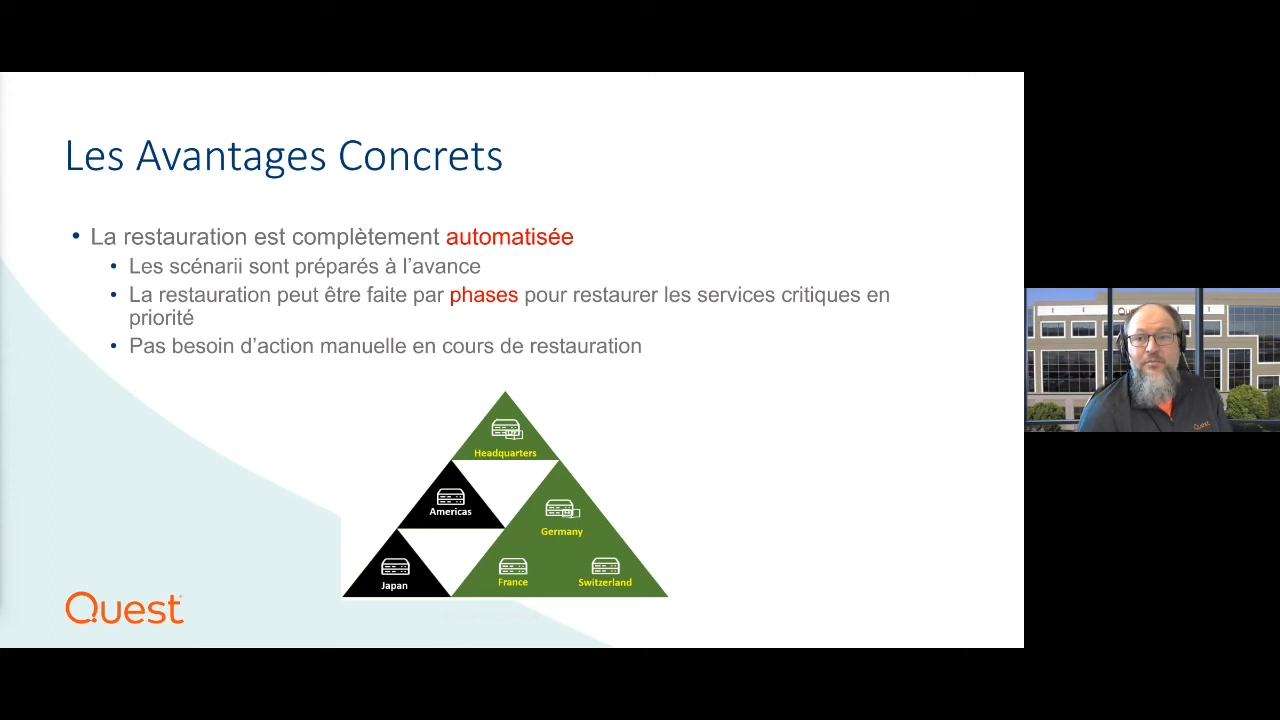 Les Avantages Concrets
• La restauration est complètement automatisée
• Les scénarii sont préparés à l’avance
• La restauration peut être faite par phases pour restaurer les services critiques en
priorité
• Pas besoin d’action manuelle en cours de restauration
Headquarters
Americas
Germany
Japan
France
Switzerland
Quest
Quest